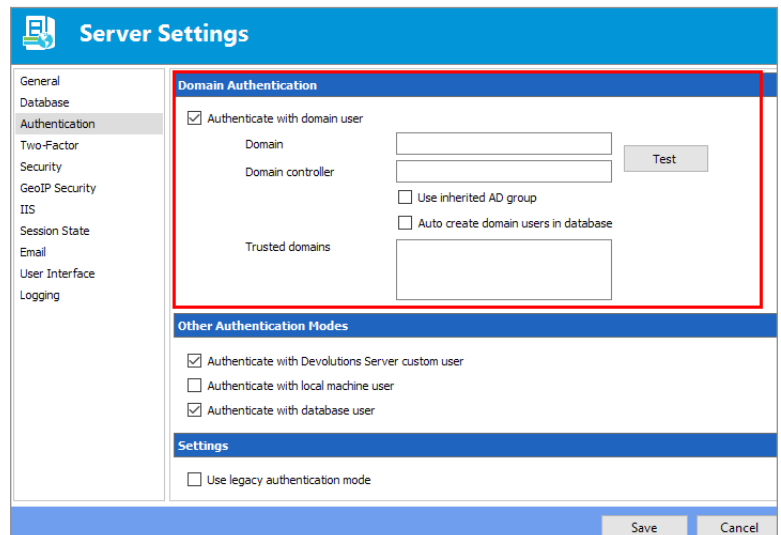 Server Settings
General
Database
Authentication
Two-Factor
Security
GeoIP Security
IIS
Session State
Email
User Interface
Logging
Domain Authentication
Authenticate with domain user
Domain
Test
Domain controller
Use inherited AD group
Auto create domain users in database
Trusted domains
Other Authentication Modes
Authenticate with Devolutions Server custom user
Authenticate with local machine user
Authenticate with database user
Settings
Use legacy authentication mode
Save Cancel